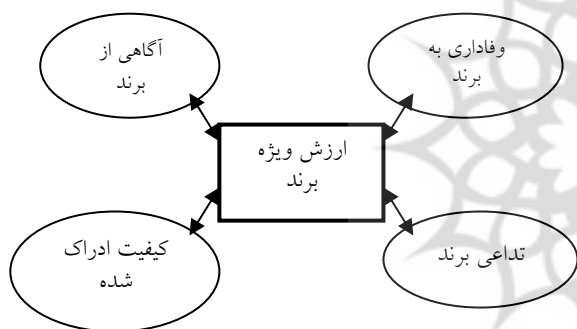 وفاداری به
برند
آگاهی از
برند
ارزش ویژه
برند
تداعی برند
کیفیت ادراک
شده